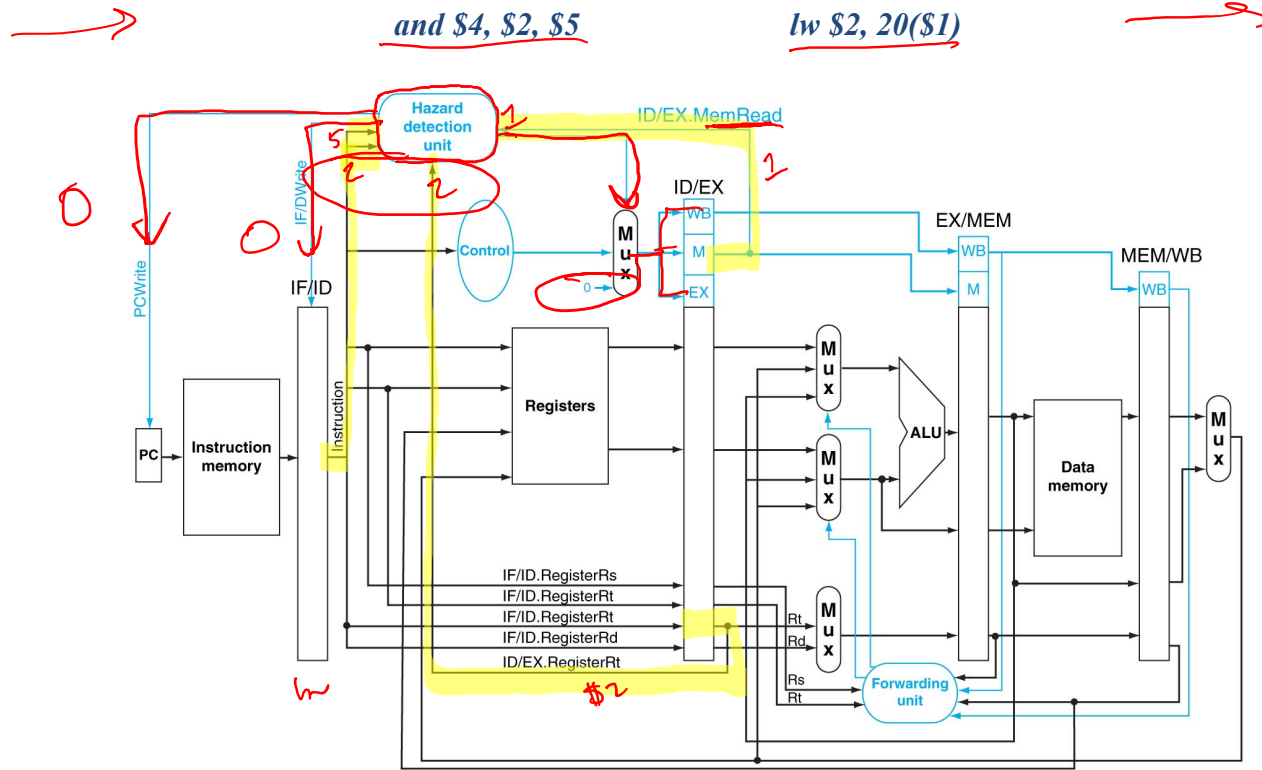 and $4, $2, $5
lw $2, 20($1)
Hazard
detection
unit
1
ID/EX.MemRead
5
2
2
1
0
0
IF/DWrite
PCWrite
ID/EX
WB
M
EX
Control
M
u
x
0
EX/MEM
WB
M
MEM/WB
WB
IF/ID
Instruction
PC
Instruction
memory
Registers
M
u
x
M
u
x
ALU
Data
memory
M
u
x
IF/ID.RegisterRs
IF/ID.RegisterRt
IF/ID.RegisterRt
IF/ID.RegisterRd
ID/EX.RegisterRt
$2
Rt
Rd
M
u
x
Rs
Rt
Forwarding
unit